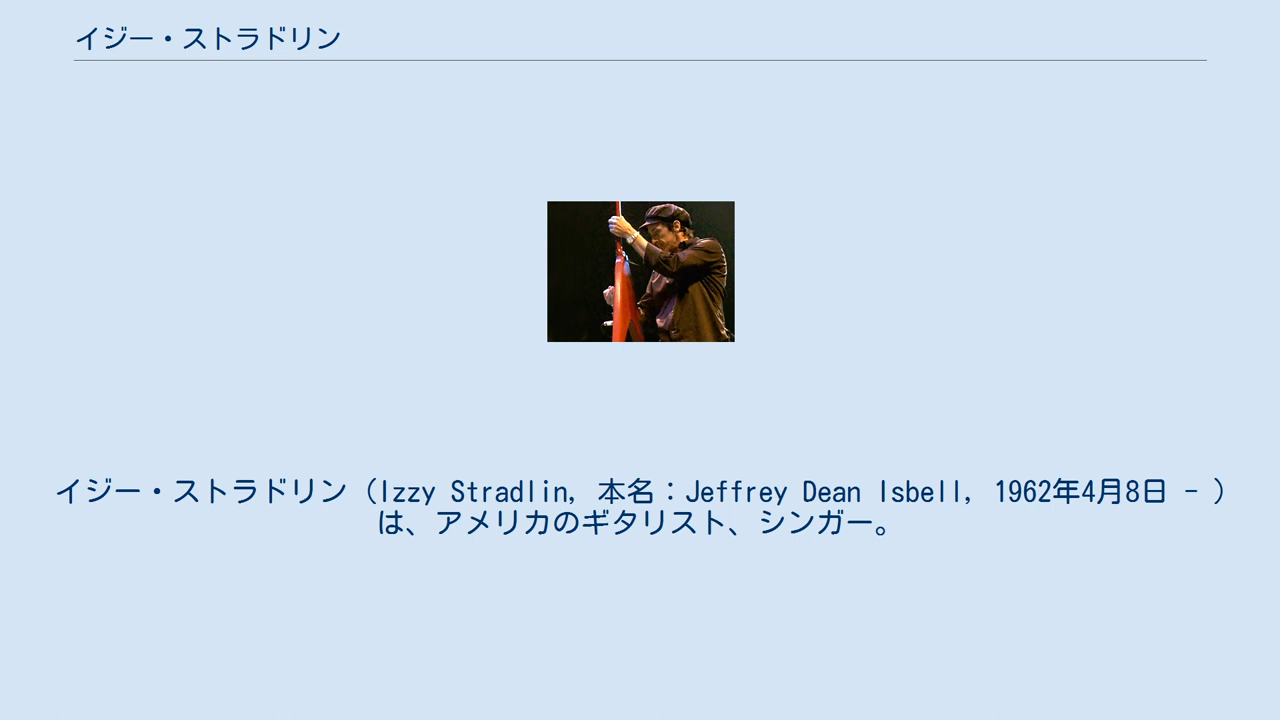 イジー・ストラドリン
イジー・ストラドリン（Izzy Stradlin, 本名：Jeffrey Dean Isbell, 1962年4月8日 - ）
は、アメリカのギタリスト、シンガー。